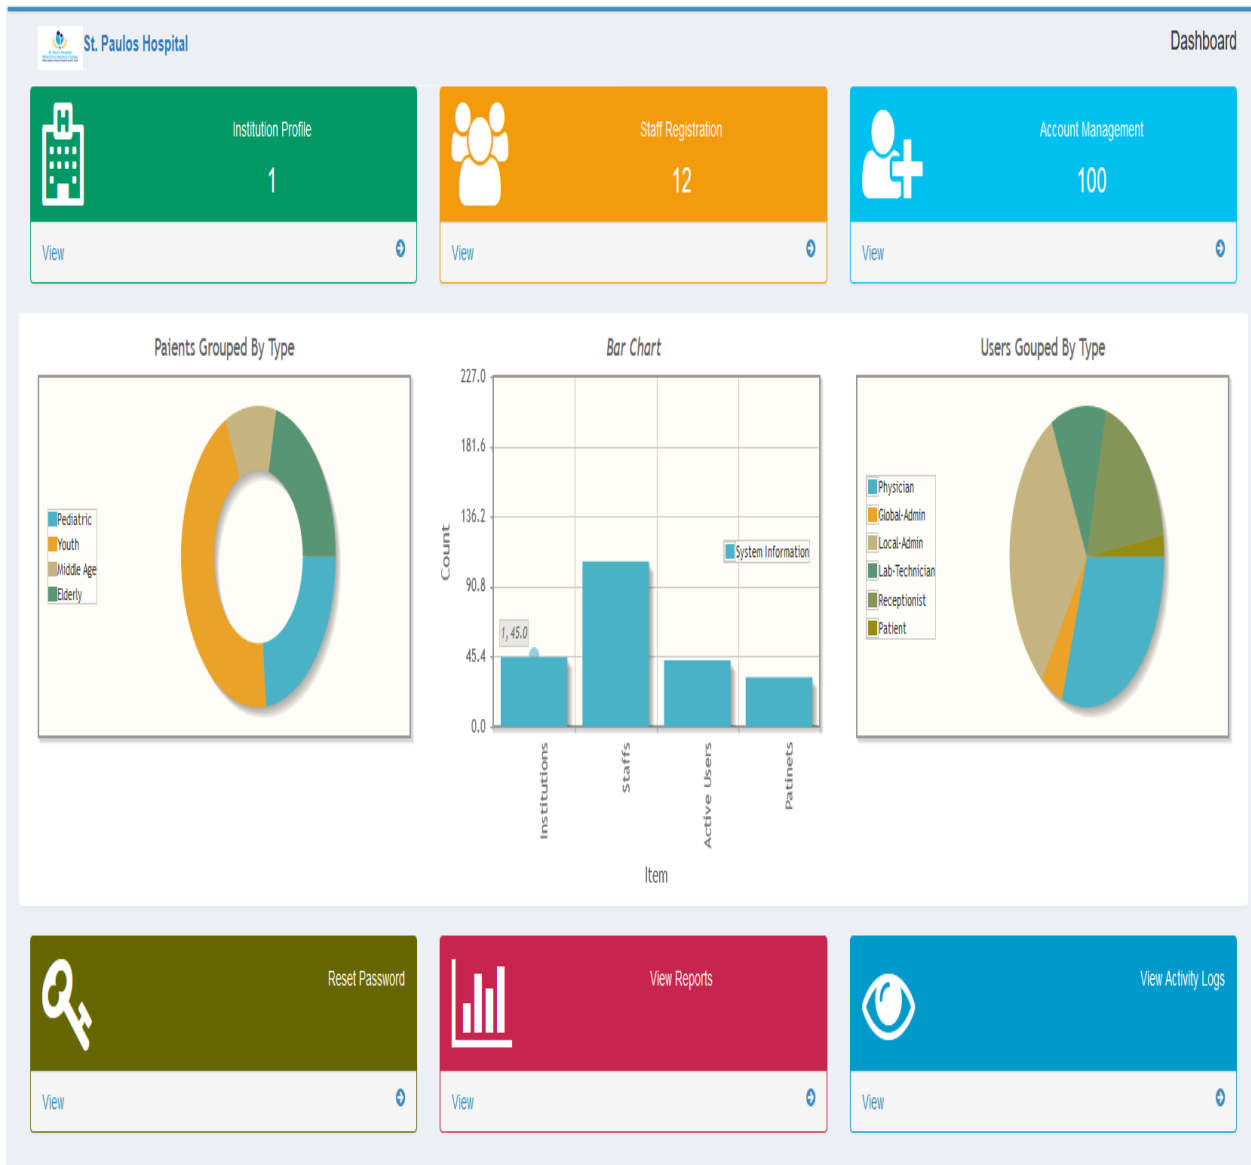 St. Paulos Hospital
Dashboard
Institution Profile
1
View
Staff Registration
12
View
Account Management
100
View
Paients Grouped By Type
Pediatric
Youth
Middle Age
Elderly
Bar Chart
227.0
181.6
136.2
90.8
45.4
0.0
Count
System Information
1, 45.0
Institutions
Staffs
Active Users
Patinets
Item
Users Gouped By Type
Physician
Global-Admin
Local-Admin
Lab-Technician
Receptionist
Patient
Reset Password
View
View Reports
View
View Activity Logs
View